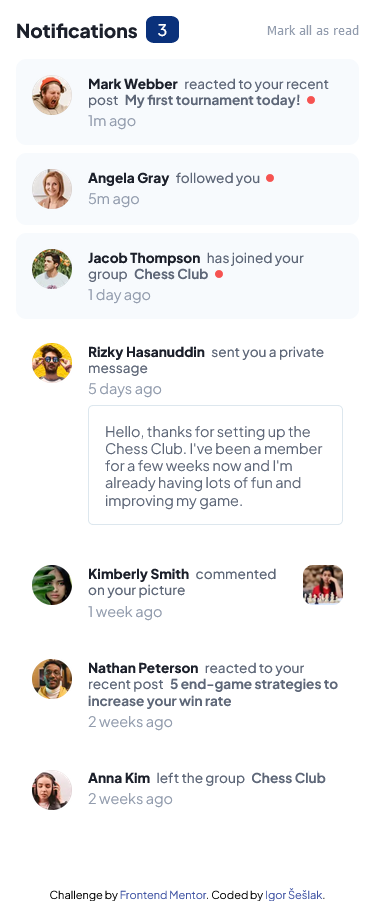 Notifications 3 Mark all as read
Mark Webber reacted to your recent
post My first tournament today!
1m ago
Angela Gray followed you
5m ago
Jacob Thompson has joined your
group Chess Club
1 day ago
Rizky Hasanuddin sent you a private
message
5 days ago
Hello, thanks for setting up the
Chess Club. I've been a member
for a few weeks now and I'm
already having lots of fun and
improving my game.
Kimberly Smith commented
on your picture
1 week ago
Nathan Peterson reacted to your
recent post 5 end-game strategies to
increase your win rate
2 weeks ago
Anna Kim left the group Chess Club
2 weeks ago
Challenge by Frontend Mentor. Coded by Igor Šešlak.